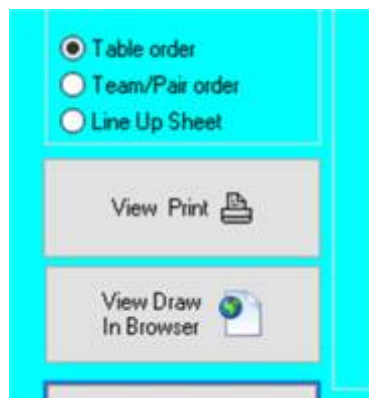 Table order
Team/Pair order
Line Up Sheet
View Print
View Draw
In Browser